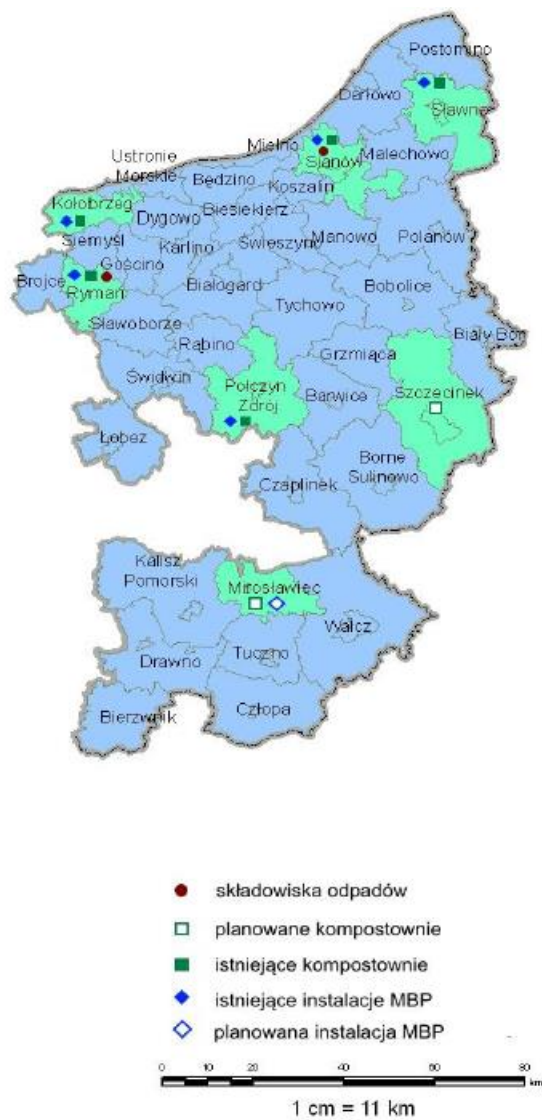 Postomino
Darłowo
Sławno
Mielno
Sianów
Malechowo
Ustronie
Morskie
Będzino
Koszalin
Kołobrzeg
Dygowo
Biesiekierz
Siemyśl
Karlino
Świeszyno
Manowo
Polanów
Gościno
Brojce
Rymań
Białogard
Bobolice
Tychowo
Sławoborze
Biały Bór
Rąbino
Grzmiąca
Świdwin
Połczyn
Zdrój
Barwice
Szczecinek
Łobez
Borne
Sulinowo
Czaplinek
Kalisz
Pomorski
Mirosławiec
Wałcz
Drawno
Tuczno
Bierzwnik
Człopa
składowiska odpadów
planowane kompostownie
istniejące kompostownie
istniejące instalacje MBP
planowana instalacja MBP
0 10 20 40 60 80
km
1 cm = 11 km